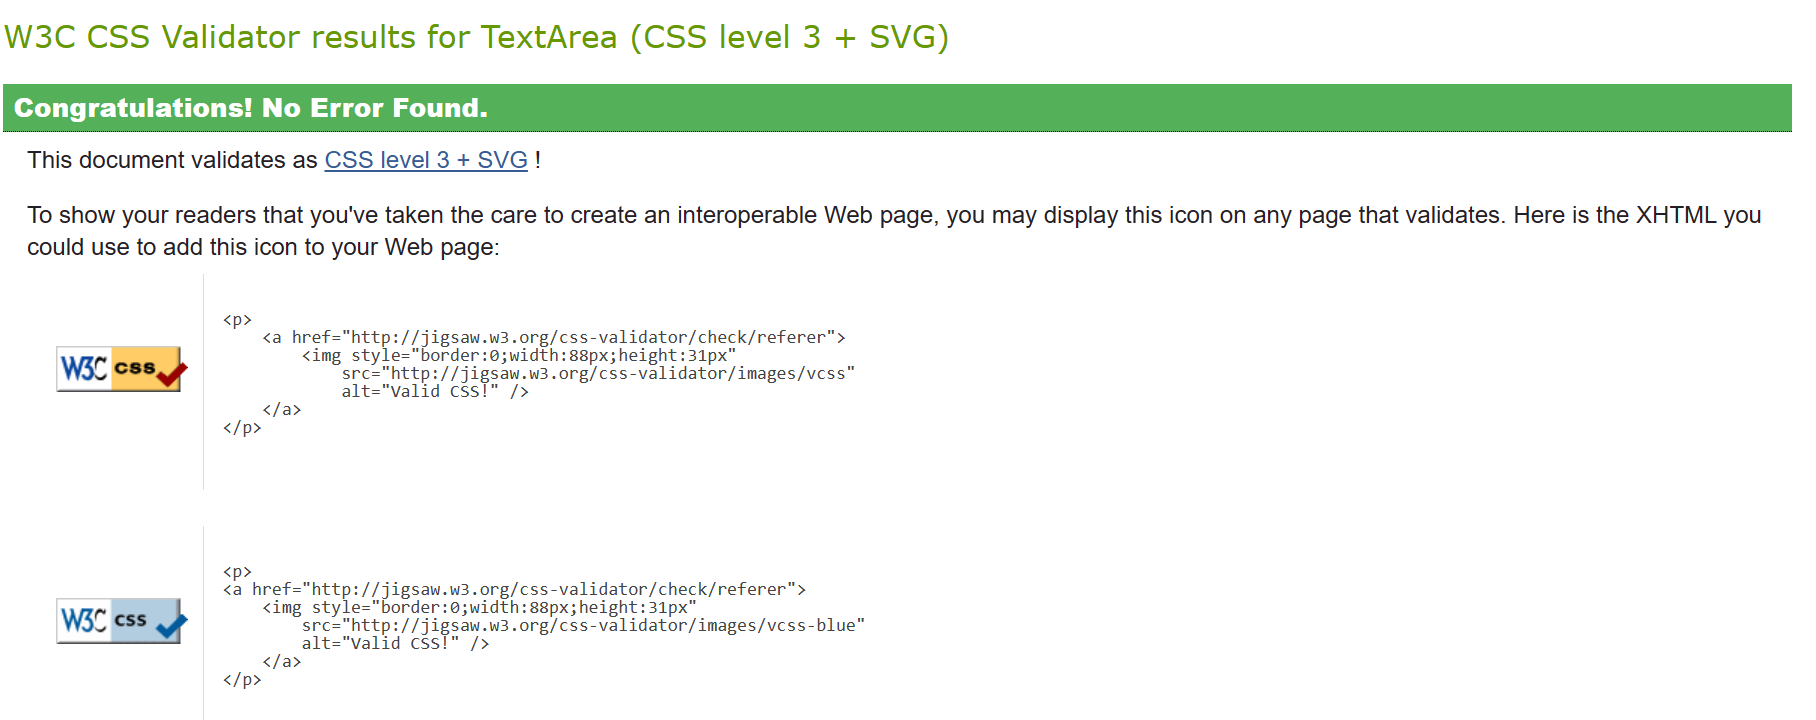 W3C CSS Validator results for TextArea (CSS level 3 + SVG)
Congratulations! No Error Found.
This document validates as CSS level 3 + SVG !
To show your readers that you've taken the care to create an interoperable Web page, you may display this icon on any page that validates. Here is the XHTML you
could use to add this icon to your Web page:
W3C css
<p>
    <a href="http://jigsaw.w3.org/css-validator/check/referer">
        <img style="border:0;width:88px;height:31px"
            src="http://jigsaw.w3.org/css-validator/images/vcss"
            alt="Valid CSS!" />
    </a>
</p>
W3C css
<p>
<a href="http://jigsaw.w3.org/css-validator/check/referer">
    <img style="border:0;width:88px;height:31px"
        src="http://jigsaw.w3.org/css-validator/images/vcss-blue"
        alt="Valid CSS!" />
    </a>
</p>